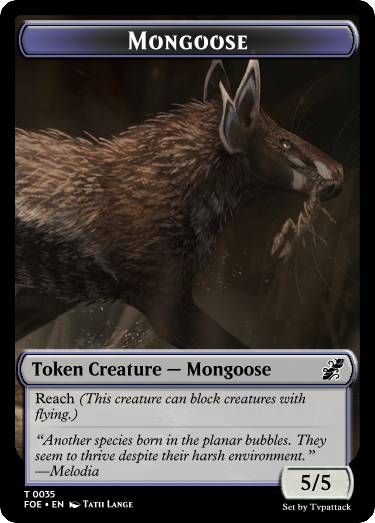 Mongoose
Token Creature — Mongoose
Reach (This creature can block creatures with
flying.)
“Another species born in the planar bubbles. They
seem to thrive despite their harsh environment.”
—Melodia
5/5
T 0035
FOE • EN Tatii Lange
Set by Tvpattack